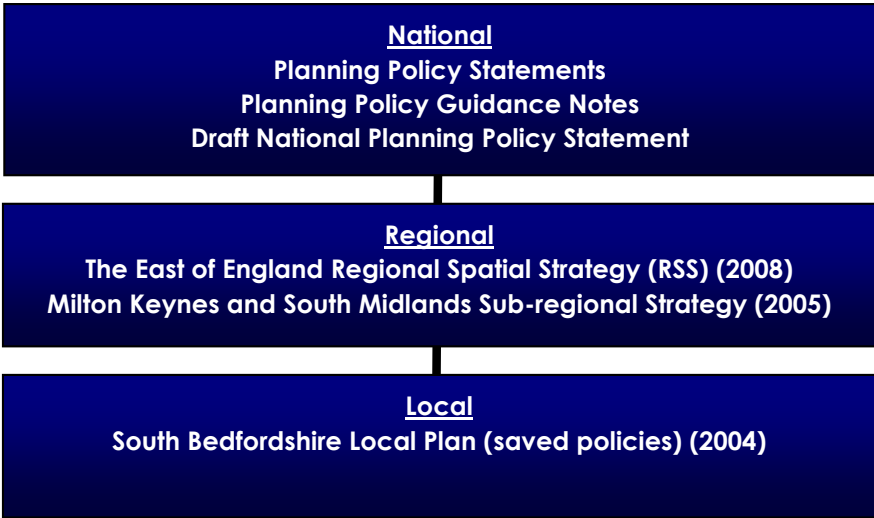 National
Planning Policy Statements
Planning Policy Guidance Notes
Draft National Planning Policy Statement
Regional
The East of England Regional Spatial Strategy (RSS) (2008)
Milton Keynes and South Midlands Sub-regional Strategy (2005)
Local
South Bedfordshire Local Plan (saved policies) (2004)